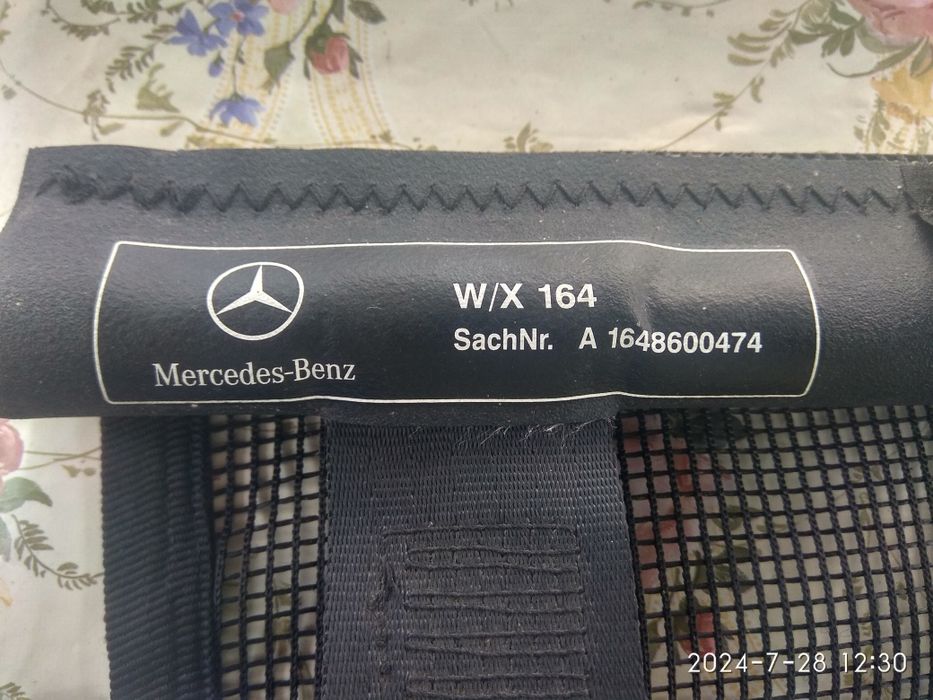 W/X 164
SachNr. A 1648600474
Mercedes-Benz
2024-7-28 12:30